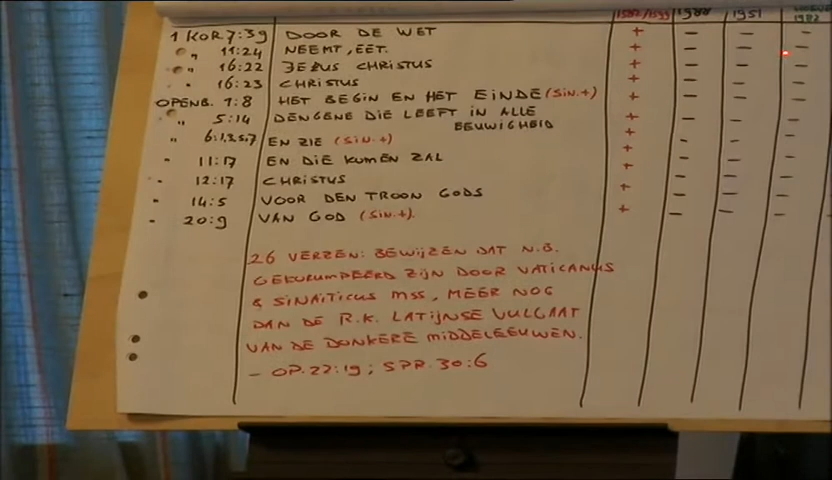 1582/1599 1988 1951 1982
1 KOR 7:39 DOOR DE WET + - - -
" 11:24 NEEMT, EET. + - - -
" 16:22 JEZUS CHRISTUS + - - -
" 16:23 CHRISTUS + - - -
OPENB. 1:8 HET BEGIN EN HET EINDE (SIN.+) + - - -
" 5:14 DENGENE DIE LEEFT IN ALLE + - - -
EEUWIGHEID
" 6:1,3,5,7 EN ZIE (SIN.+) + - - -
" 11:17 EN DIE KOMEN ZAL + - - -
" 12:17 CHRISTUS + - - -
" 14:5 VOOR DEN TROON GODS + - - -
" 20:9 VAN GOD (SIN.+) + - - -
26 VERZEN: BEWIJZEN DAT N.B.
GEKORUMPEERD ZIJN DOOR VATICANUS
& SINAITICUS MSS, MEER NOG
DAN DE R.K. LATIJNSE VULGAAT
VAN DE DONKERE MIDDELEEUWEN.
- OP. 22:19; SPR. 30:6